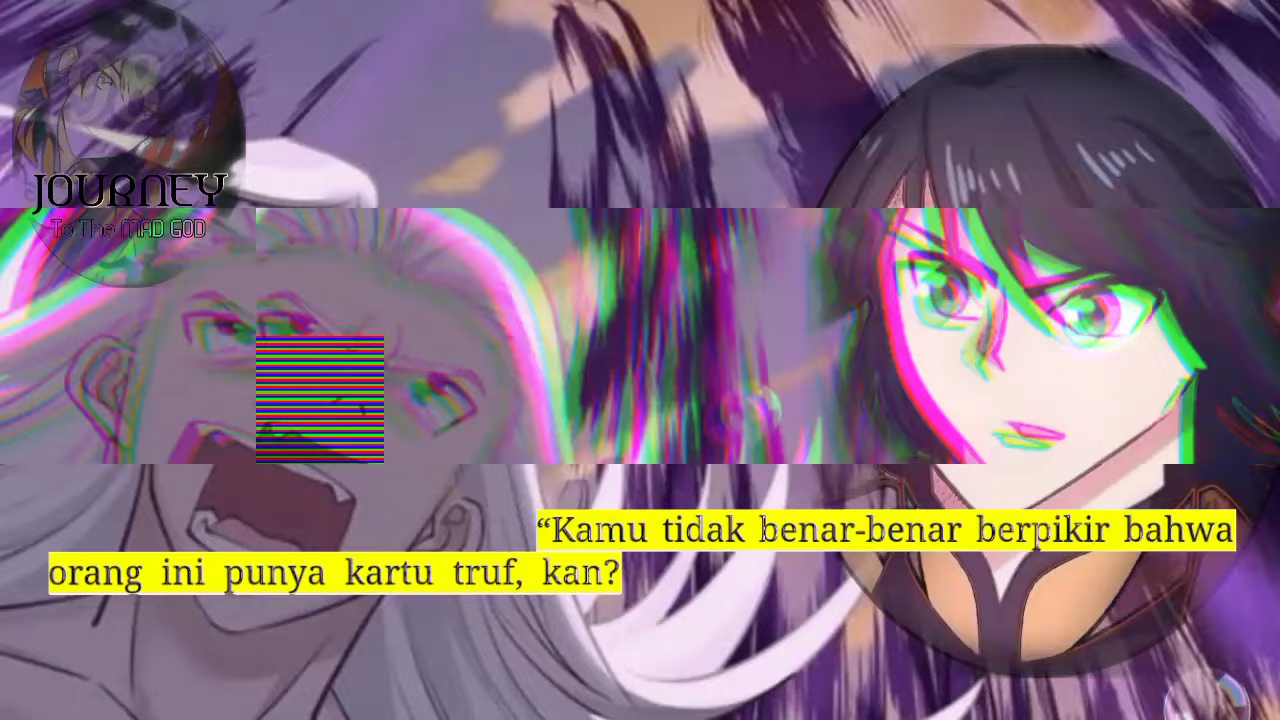 JOURNEY
To The MAD GOD
“Kamu tidak benar-benar berpikir bahwa
orang ini punya kartu truf, kan?